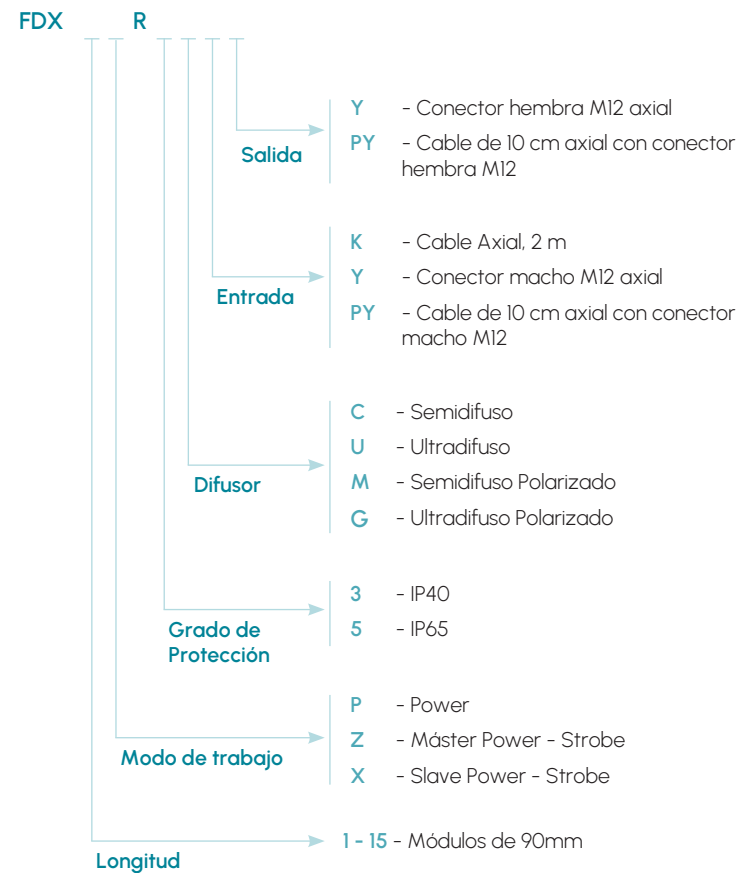 FDX R
Y - Conector hembra M12 axial
PY - Cable de 10 cm axial con conector
hembra M12
Salida
K - Cable Axial, 2 m
Y - Conector macho M12 axial
PY - Cable de 10 cm axial con conector
macho M12
Entrada
C - Semidifuso
U - Ultradifuso
M - Semidifuso Polarizado
G - Ultradifuso Polarizado
Difusor
3 - IP40
5 - IP65
Grado de
Protección
P - Power
Z - Máster Power - Strobe
X - Slave Power - Strobe
Modo de trabajo
1 - 15 - Módulos de 90mm
Longitud